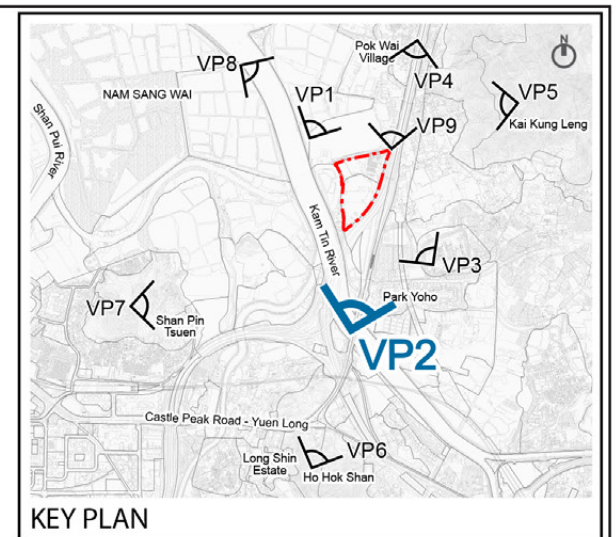 N
Pok Wai
Village
VP8
VP4
VP5
NAM SANG WAI
VP1
VP9
Kai Kung Leng
Shan Pui River
Kam Tin River
VP3
VP7
Shan Pin
Tsuen
Park Yoho
VP2
Castle Peak Road - Yuen Long
Long Shin
Estate
VP6
Ho Hok Shan
KEY PLAN